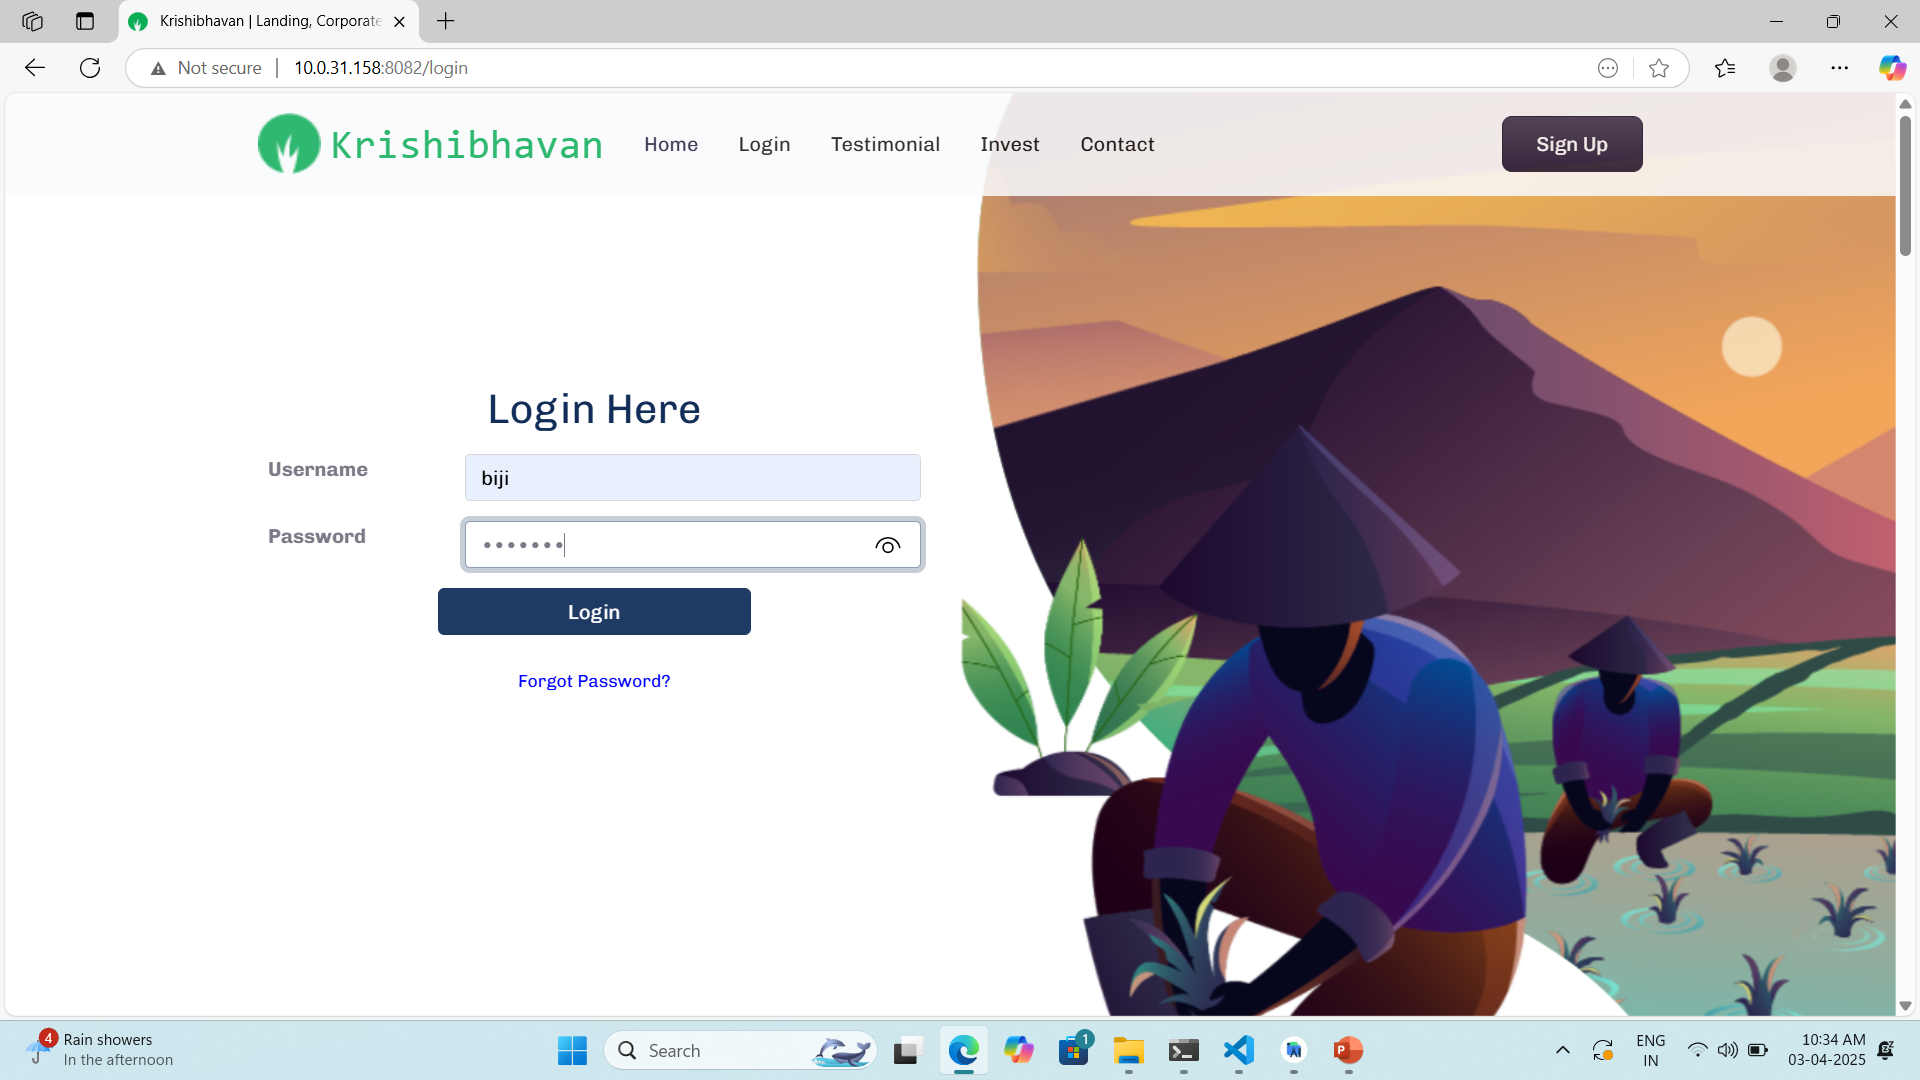 Krishibhavan | Landing, Corporate
Not secure
10.0.31.158:8082/login
Krishibhavan
Home
Login
Testimonial
Invest
Contact
Sign Up
Login Here
Username
biji
Password
Login
Forgot Password?
4
Rain showers
In the afternoon
Search
1
ENG
IN
10:34 AM
03-04-2025